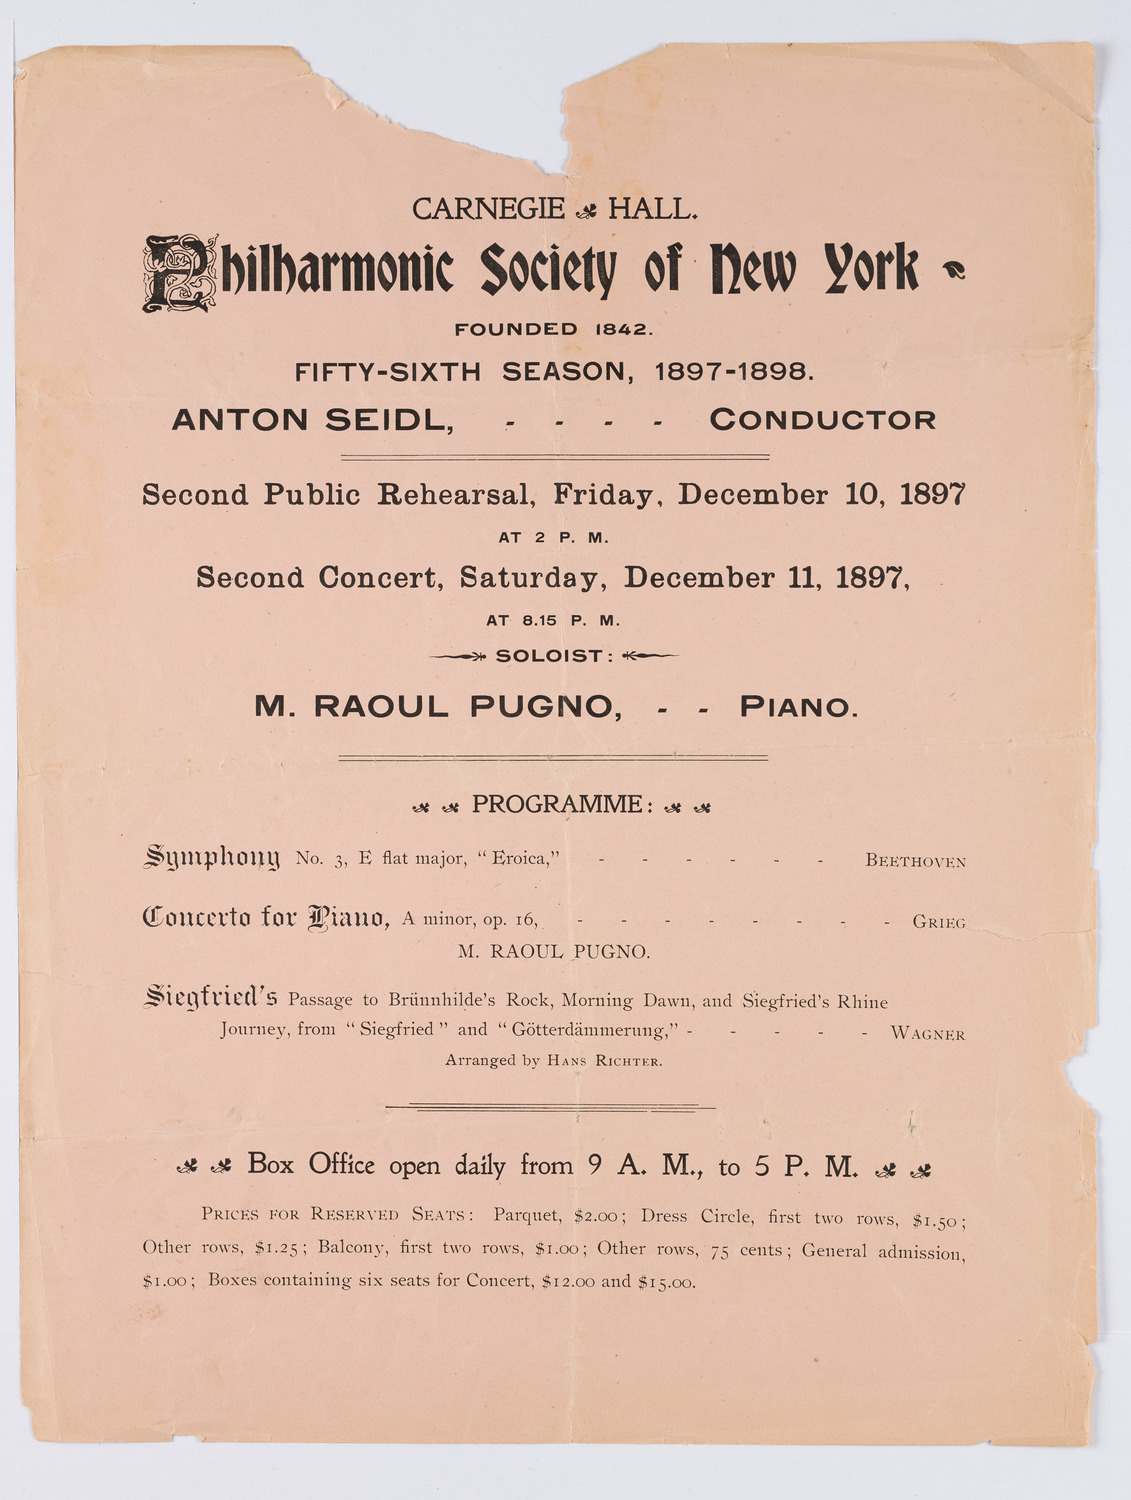 CARNEGIE HALL.
Philharmonic Society of New York
FOUNDED 1842.
FIFTY-SIXTH SEASON, 1897-1898.
ANTON SEIDL, - - - - CONDUCTOR
Second Public Rehearsal, Friday, December 10, 1897
AT 2 P. M.
Second Concert, Saturday, December 11, 1897,
AT 8.15 P. M.
SOLOIST:
M. RAOUL PUGNO, - - PIANO.
PROGRAMME:
Symphony No. 3, E flat major, "Eroica," - - - - - - BEETHOVEN
Concerto for Piano, A minor, op. 16, - - - - - - - - GRIEG
M. RAOUL PUGNO.
Siegfried's Passage to Brünnhilde's Rock, Morning Dawn, and Siegfried's Rhine
Journey, from "Siegfried" and "Götterdämmerung," - - - - - WAGNER
Arranged by HANS RICHTER.
Box Office open daily from 9 A. M., to 5 P. M.
PRICES FOR RESERVED SEATS: Parquet, $2.00; Dress Circle, first two rows, $1.50;
Other rows, $1.25; Balcony, first two rows, $1.00; Other rows, 75 cents; General admission,
$1.00; Boxes containing six seats for Concert, $12.00 and $15.00.